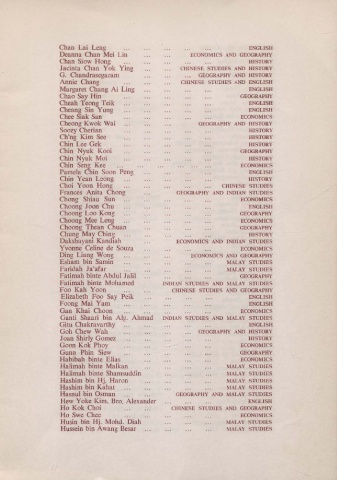 Chan Lai Leng ... ... ... ... ENGLISH
Deanna Chan Mei Lin ... ... ECONOMICS AND GEOGRAPHY
Chan Siow Hong ... ... ... ... HISTORY
Jacinta Chan Yok Ying ... CHINESE STUDIES AND HISTORY
G. Chandrasegaram ... ... GEOGRAPHY AND HISTORY
Annie Chang ... ... CHINESE STUDIES AND ENGLISH
Margaret Chang Ai Ling ... ... ... ENGLISH
Chao Say Hin ... ... ... ... GEOGRAPHY
Cheah Teong Teik ... ... ... ... ENGLISH
Cheang Sin Yung ... ... ... ... ENGLISH
Chee Siak San ... ... ... ... ECONOMICS
Cheong Kwok Wai ... ... GEOGRAPHY AND HISTORY
Soory Cherian ... ... ... ... HISTORY
Ch'ng Kim See ... ... ... ... HISTORY
Chin Lee Gek ... ... ... ... HISTORY
Chin Nyuk Kooi ... ... ... ... GEOGRAPHY
Chin Nyuk Moi ... ... ... ... HISTORY
Chin Seng Kee ... ... ... ... ECONOMICS
Pamela Chin Soon Peng ... ... ... ENGLISH
Chin Yean Leong ... ... ... ... HISTORY
Choi Yoon Hong ... ... ... CHINESE STUDIES
Frances Anita Chong ... GEOGRAPHY AND INDIAN STUDIES
Chong Shiau Sun ... ... ... ... ECONOMICS
Choong Joon Chu ... ... ... ... ENGLISH
Choong Loo Kong ... ... ... ... GEOGRAPHY
Choong Mee Leng ... ... ... ... ECONOMICS
Choong Thean Chuan ... ... ... GEOGRAPHY
Chung May Ching ... ... ... ... HISTORY
Dakshayani Kandiah ... ECONOMICS AND INDIAN STUDIES
Yvonne Celine de Souza ... ... ... ECONOMICS
Ding Liang Wong ... ... ECONOMICS AND GEOGRAPHY
Esham bin Samin ... ... ... MALAY STUDIES
Faridah Ja'afar ... ... ... MALAY STUDIES
Fatimah binte Abdul Jalil ... ... ... GEOGRAPHY
Fatimah binte Mohamed INDIAN STUDIES AND MALAY STUDIES
Foo Kah Yoon ... CHINESE STUDIES AND GEOGRAPHY
Elizabeth Foo Say Peik ... ... ... ENGLISH
Foong Mai Yam ... ... ... ... ENGLISH
Gan Khai Choon ... ... ... ... ECONOMICS
Ganti Shaari bin Alg. Ahmad INDIAN STUDIES AND MALAY STUDIES
Gita Chakravarthy ... ... ... ... ENGLISH
Goh Chew Wah ... ... GEOGRAPHY AND HISTORY
Joan Shirly Gomez ... ... ... ... HISTORY
Goon Kok Phoy ... ... ... ... ECONOMICS
Gunn Phin Siew ... ... ... ... GEOGRAPHY
Habibah binte Elias ... ... ... ECONOMICS
Halimah binte Malkan ... ... ... MALAY STUDIES
Halimah binte Shamsuddin ... ... MALAY STUDIES
Hashim bin Hj. Haron ... ... ... MALAY STUDIES
Hashim bin Kahat ... ... ... MALAY STUDIES
Hasnul bin Osman ... GEOGRAPHY AND MALAY STUDIES
Hew Yoke Kim, Bro. Alexander ... ... ... ENGLISH
Ho Kok Choi ... CHINESE STUDIES AND GEOGRAPHY
Ho Swe Chee ... ... ... ... ECONOMICS
Husin bin Hj. Mohd. Diah ... ... MALAY STUDIES
Hussein bin Awang Besar ... ... MALAY STUDIES